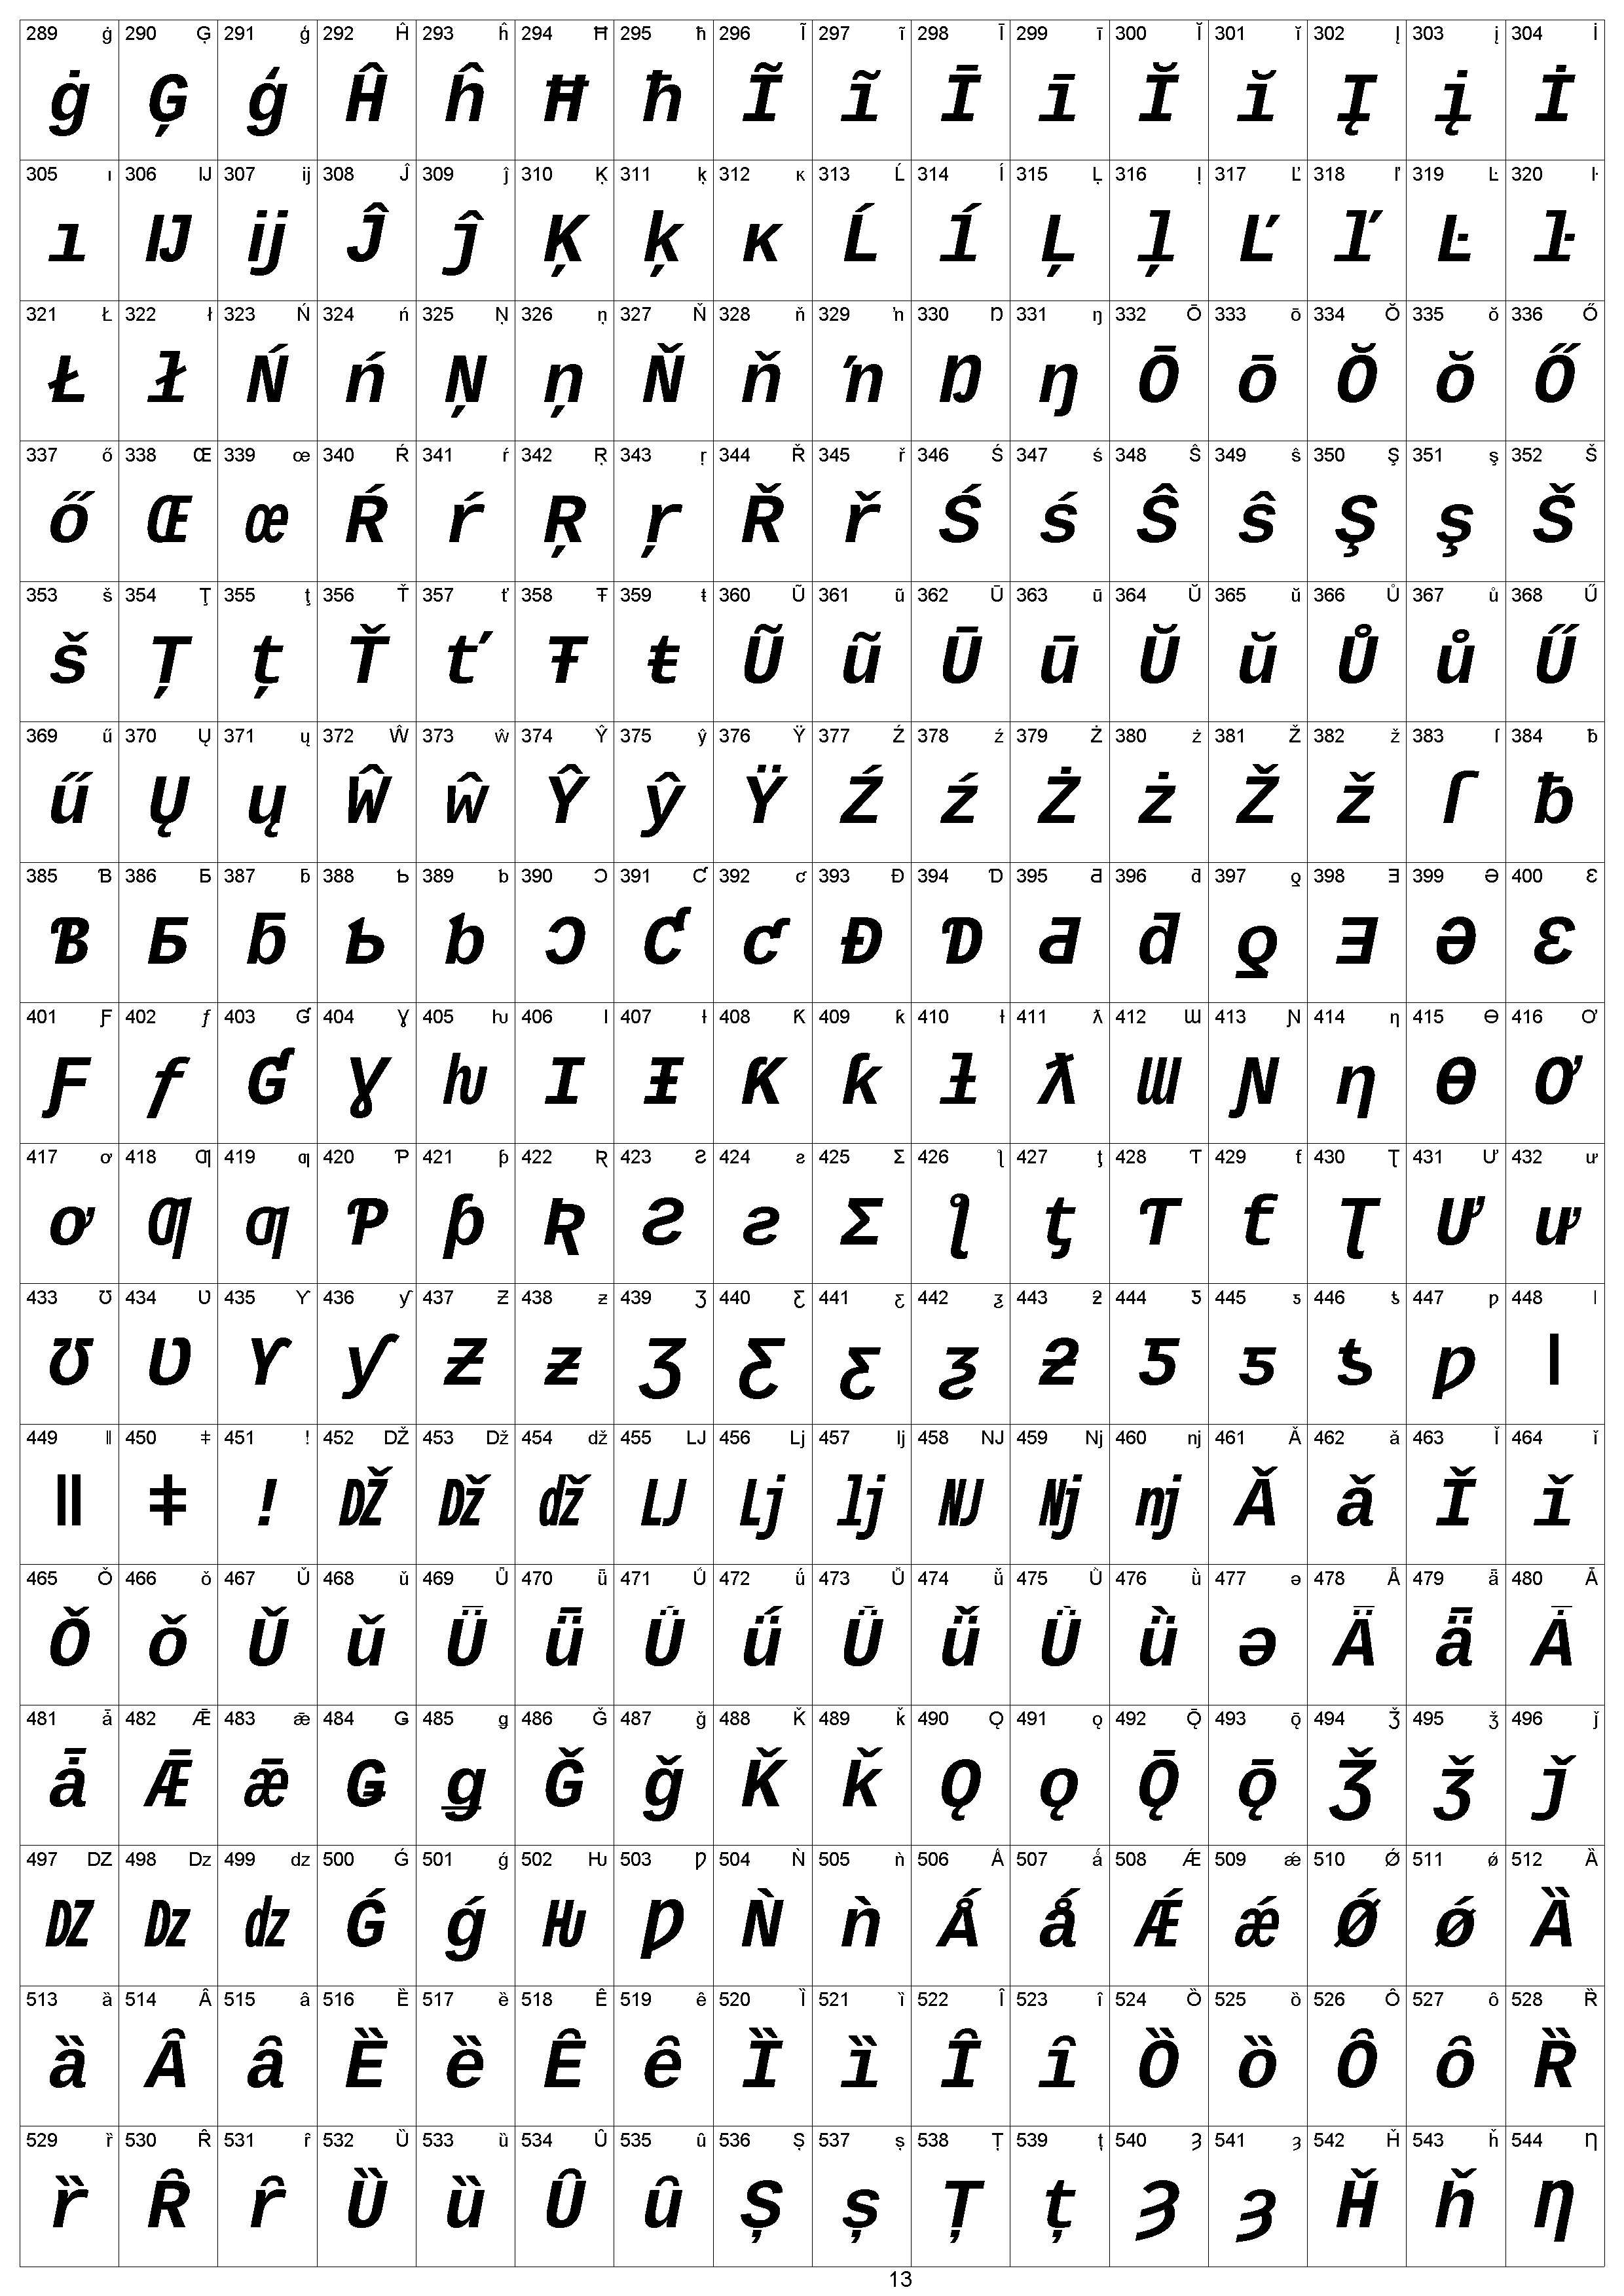 289 ġ 290 Ģ 291 ģ 292 Ĥ 293 ĥ 294 Ħ 295 ħ 296 Ĩ 297 ĩ 298 Ī 299 ī 300 Ĭ 301 ĭ 302 Į 303 į 304 İ
ġ Ģ ģ Ĥ ĥ Ħ ħ Ĩ ĩ Ī ī Ĭ ĭ Į į İ
305 ı 306 Ĳ 307 ĳ 308 Ĵ 309 ĵ 310 Ķ 311 ķ 312 ĸ 313 Ĺ 314 ĺ 315 Ļ 316 ļ 317 Ľ 318 ľ 319 Ŀ 320 ŀ
ı Ĳ ĳ Ĵ ĵ Ķ ķ ĸ Ĺ ĺ Ļ ļ Ľ ľ Ŀ ŀ
321 Ł 322 ł 323 Ń 324 ń 325 Ņ 326 ņ 327 Ň 328 ň 329 ŉ 330 Ŋ 331 ŋ 332 Ō 333 ō 334 Ŏ 335 ŏ 336 Ő
Ł ł Ń ń Ņ ņ Ň ň ŉ Ŋ ŋ Ō ō Ŏ ŏ Ő
337 ő 338 Œ 339 œ 340 Ŕ 341 ŕ 342 Ŗ 343 ŗ 344 Ř 345 ř 346 Ś 347 ś 348 Ŝ 349 ŝ 350 Ş 351 ş 352 Š
ő Œ œ Ŕ ŕ Ŗ ŗ Ř ř Ś ś Ŝ ŝ Ş ş Š
353 š 354 Ţ 355 ţ 356 Ť 357 ť 358 Ŧ 359 ŧ 360 Ũ 361 ũ 362 Ū 363 ū 364 Ŭ 365 ŭ 366 Ů 367 ů 368 Ű
š Ţ ţ Ť ť Ŧ ŧ Ũ ũ Ū ū Ŭ ŭ Ů ů Ű
369 ű 370 Ų 371 ų 372 Ŵ 373 ŵ 374 Ŷ 375 ŷ 376 Ÿ 377 Ź 378 ź 379 Ż 380 ż 381 Ž 382 ž 383 ſ 384 ƀ
ű Ų ų Ŵ ŵ Ŷ ŷ Ÿ Ź ź Ż ż Ž ž ſ ƀ
385 Ɓ 386 Ƃ 387 ƃ 388 Ƅ 389 ƅ 390 Ɔ 391 Ƈ 392 ƈ 393 Ɖ 394 Ɗ 395 Ƌ 396 ƌ 397 ƍ 398 Ǝ 399 Ə 400 Ɛ
Ɓ Ƃ ƃ Ƅ ƅ Ɔ Ƈ ƈ Ɖ Ɗ Ƌ ƌ ƍ Ǝ Ə Ɛ
401 Ƒ 402 ƒ 403 Ɠ 404 Ɣ 405 ƕ 406 Ɩ 407 Ɨ 408 Ƙ 409 ƙ 410 ƚ 411 ƛ 412 Ɯ 413 Ɲ 414 ƞ 415 Ɵ 416 Ơ
Ƒ ƒ Ɠ Ɣ ƕ Ɩ Ɨ Ƙ ƙ ƚ ƛ Ɯ Ɲ ƞ Ɵ Ơ
417 ơ 418 Ƣ 419 ƣ 420 Ƥ 421 ƥ 422 Ʀ 423 Ƨ 424 ƨ 425 Ʃ 426 ƪ 427 ƫ 428 Ƭ 429 ƭ 430 Ʈ 431 Ư 432 ư
ơ Ƣ ƣ Ƥ ƥ Ʀ Ƨ ƨ Ʃ ƪ ƫ Ƭ ƭ Ʈ Ư ư
433 Ʊ 434 Ʋ 435 Ƴ 436 ƴ 437 Ƶ 438 ƶ 439 Ʒ 440 Ƹ 441 ƹ 442 ƺ 443 ƻ 444 Ƽ 445 ƽ 446 ƾ 447 ƿ 448 ǀ
Ʊ Ʋ Ƴ ƴ Ƶ ƶ Ʒ Ƹ ƹ ƺ ƻ Ƽ ƽ ƾ ƿ ǀ
449 ǁ 450 ǂ 451 ǃ 452 Ǆ 453 ǅ 454 ǆ 455 Ǉ 456 ǈ 457 ǉ 458 Ǌ 459 ǋ 460 ǌ 461 Ǎ 462 ǎ 463 Ǐ 464 ǐ
ǁ ǂ ǃ Ǆ ǅ ǆ Ǉ ǈ ǉ Ǌ ǋ ǌ Ǎ ǎ Ǐ ǐ
465 Ǒ 466 ǒ 467 Ǔ 468 ǔ 469 Ǖ 470 ǖ 471 Ǘ 472 ǘ 473 Ǚ 474 ǚ 475 Ǜ 476 ǜ 477 ǝ 478 Ǟ 479 ǟ 480 Ǡ
Ǒ ǒ Ǔ ǔ Ǖ ǖ Ǘ ǘ Ǚ ǚ Ǜ ǜ ǝ Ǟ ǟ Ǡ
481 ǡ 482 Ǣ 483 ǣ 484 Ǥ 485 ǥ 486 Ǧ 487 ǧ 488 Ǩ 489 ǩ 490 Ǫ 491 ǫ 492 Ǭ 493 ǭ 494 Ǯ 495 ǯ 496 ǰ
ǡ Ǣ ǣ Ǥ ǥ Ǧ ǧ Ǩ ǩ Ǫ ǫ Ǭ ǭ Ǯ ǯ ǰ
497 Ǳ 498 ǲ 499 ǳ 500 Ǵ 501 ǵ 502 Ƕ 503 Ƿ 504 Ǹ 505 ǹ 506 Ǻ 507 ǻ 508 Ǽ 509 ǽ 510 Ǿ 511 ǿ 512 Ȁ
Ǳ ǲ ǳ Ǵ ǵ Ƕ Ƿ Ǹ ǹ Ǻ ǻ Ǽ ǽ Ǿ ǿ Ȁ
513 ȁ 514 Ȃ 515 ȃ 516 Ȅ 517 ȅ 518 Ȇ 519 ȇ 520 Ȉ 521 ȉ 522 Ȋ 523 ȋ 524 Ȍ 525 ȍ 526 Ȏ 527 ȏ 528 Ȑ
ȁ Ȃ ȃ Ȅ ȅ Ȇ ȇ Ȉ ȉ Ȋ ȋ Ȍ ȍ Ȏ ȏ Ȑ
529 ȑ 530 Ȓ 531 ȓ 532 Ȕ 533 ȕ 534 Ȗ 535 ȗ 536 Ș 537 ș 538 Ț 539 ț 540 Ȝ 541 ȝ 542 Ȟ 543 ȟ 544 Ƞ
ȑ Ȓ ȓ Ȕ ȕ Ȗ ȗ Ș ș Ț ț Ȝ ȝ Ȟ ȟ Ƞ
13